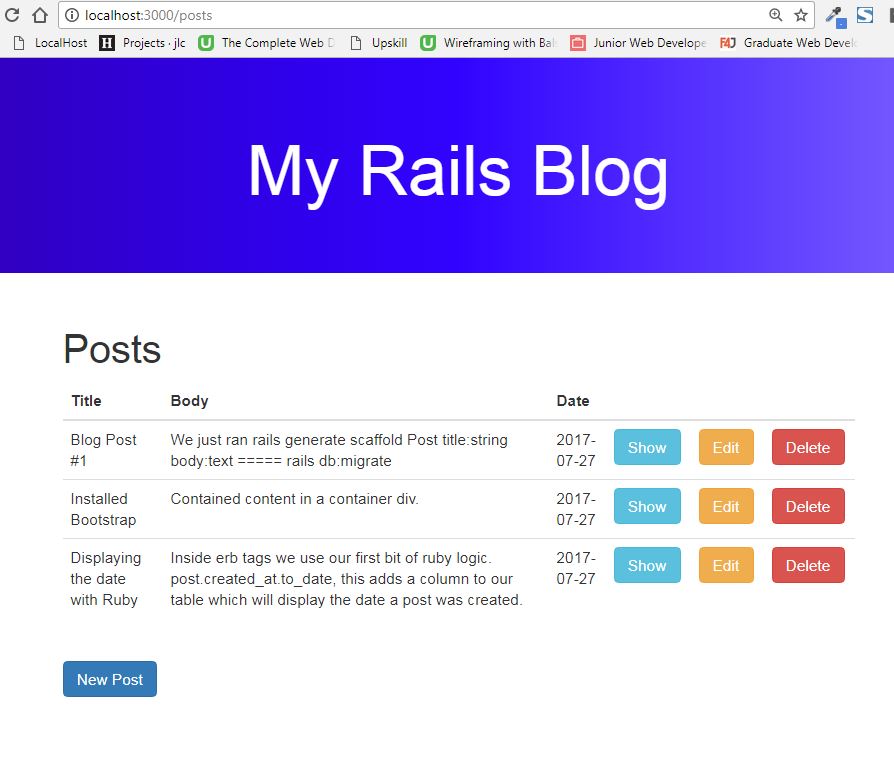 localhost:3000/posts
LocalHost Projects · jlc The Complete Web D Upskill Wireframing with Bal Junior Web Develope Graduate Web Devel
My Rails Blog
Posts
Title Body Date
Blog Post We just ran rails generate scaffold Post title:string 2017- Show Edit Delete
#1 body:text ===== rails db:migrate 07-27
Installed Contained content in a container div. 2017- Show Edit Delete
Bootstrap 07-27
Displaying Inside erb tags we use our first bit of ruby logic. 2017- Show Edit Delete
the date post.created_at.to_date, this adds a column to our 07-27
with Ruby table which will display the date a post was created.
New Post